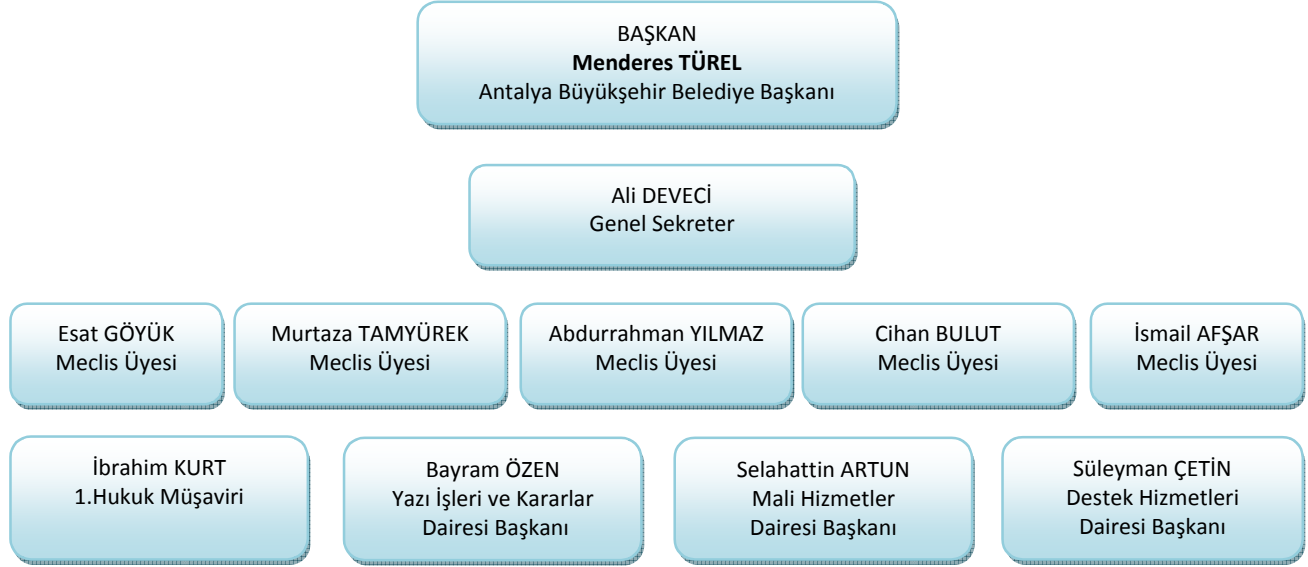 BAŞKAN
Menderes TÜREL
Antalya Büyükşehir Belediye Başkanı
Ali DEVECİ
Genel Sekreter
Esat GÖYÜK
Meclis Üyesi
Murtaza TAMYÜREK
Meclis Üyesi
Abdurrahman YILMAZ
Meclis Üyesi
Cihan BULUT
Meclis Üyesi
İsmail AFŞAR
Meclis Üyesi
İbrahim KURT
1.Hukuk Müşaviri
Bayram ÖZEN
Yazı İşleri ve Kararlar
Dairesi Başkanı
Selahattin ARTUN
Mali Hizmetler
Dairesi Başkanı
Süleyman ÇETİN
Destek Hizmetleri
Dairesi Başkanı